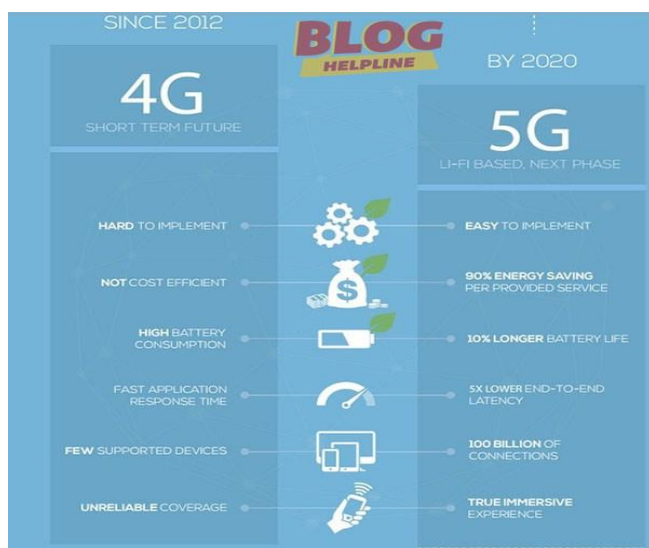 SINCE 2012
BLOG
HELPLINE
BY 2020
4G
SHORT TERM FUTURE
5G
LI-FI BASED, NEXT PHASE
HARD TO IMPLEMENT
EASY TO IMPLEMENT
NOT COST EFFICIENT
$
90% ENERGY SAVING
PER PROVIDED SERVICE
HIGH BATTERY
CONSUMPTION
10% LONGER BATTERY LIFE
FAST APPLICATION
RESPONSE TIME
5X LOWER END-TO-END
LATENCY
FEW SUPPORTED DEVICES
100 BILLION OF
CONNECTIONS
UNRELIABLE COVERAGE
TRUE IMMERSIVE
EXPERIENCE